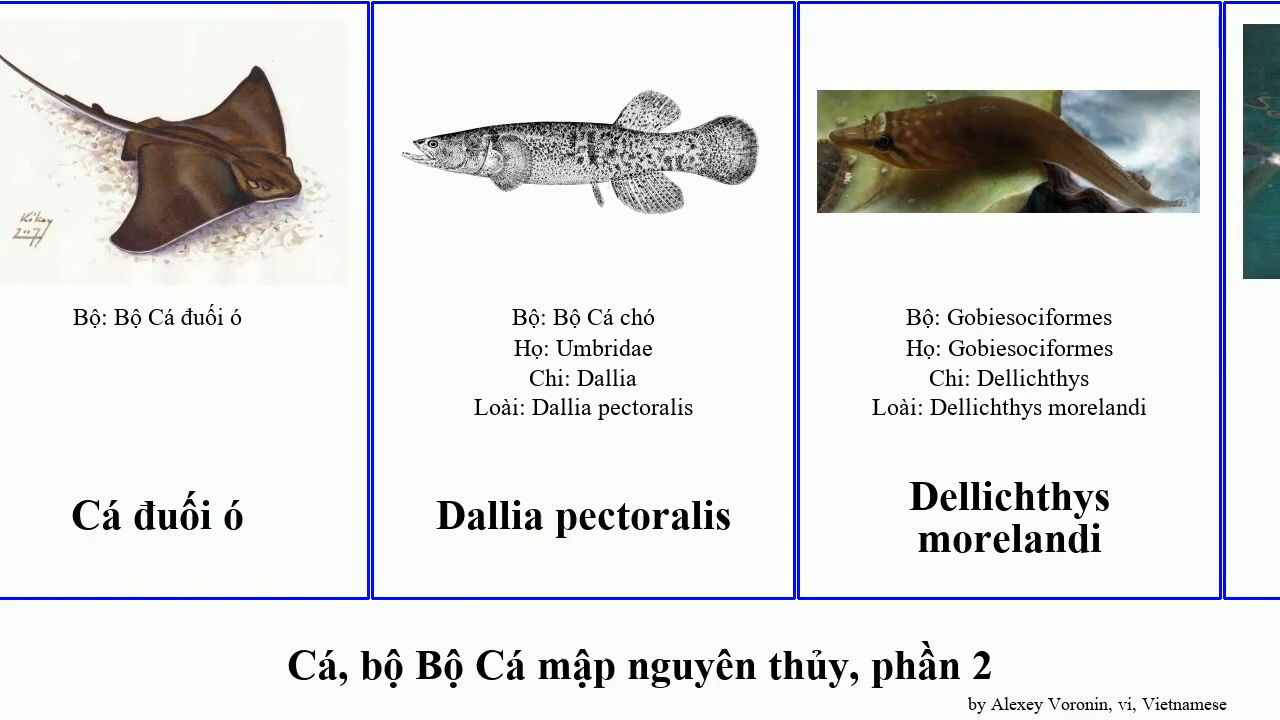 Bộ: Bộ Cá đuối ó
Cá đuối ó
Bộ: Bộ Cá chó
Họ: Umbridae
Chi: Dallia
Loài: Dallia pectoralis
Dallia pectoralis
Bộ: Gobiesociformes
Họ: Gobiesociformes
Chi: Dellichthys
Loài: Dellichthys morelandi
Dellichthys
morelandi
Cá, bộ Bộ Cá mập nguyên thủy, phần 2
by Alexey Voronin, vi, Vietnamese